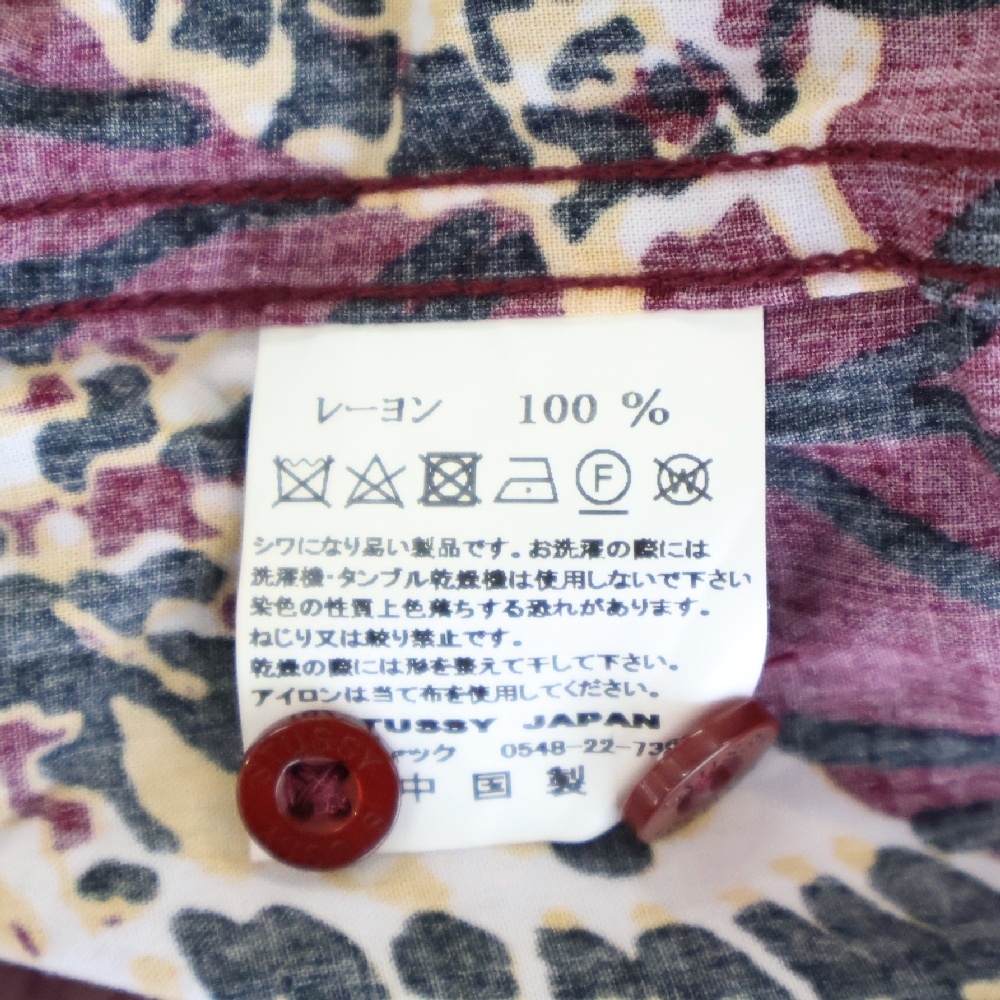 レーヨン 100 %
F W
シワになり易い製品です。お洗濯の際には
洗濯機・タンブル乾燥機は使用しないで下さい
染色の性質上色落ちする恐れがあります。
ねじり又は絞り禁止です。
乾燥の際には形を整えて干して下さい。
アイロンは当て布を使用してください。
TUSSY JAPAN
ック 0548-22-73
中国製